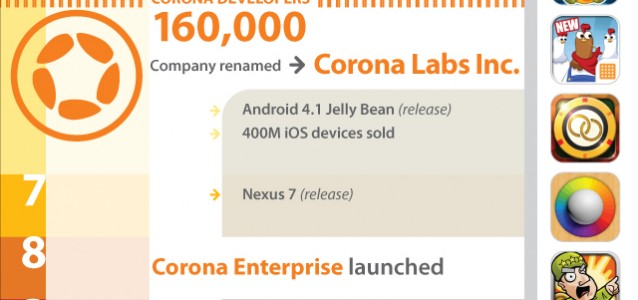 CORONA DEVELOPERS
160,000
Company renamed → Corona Labs Inc.
Android 4.1 Jelly Bean (release)
400M iOS devices sold
7
Nexus 7 (release)
8
Corona Enterprise launched
NEW